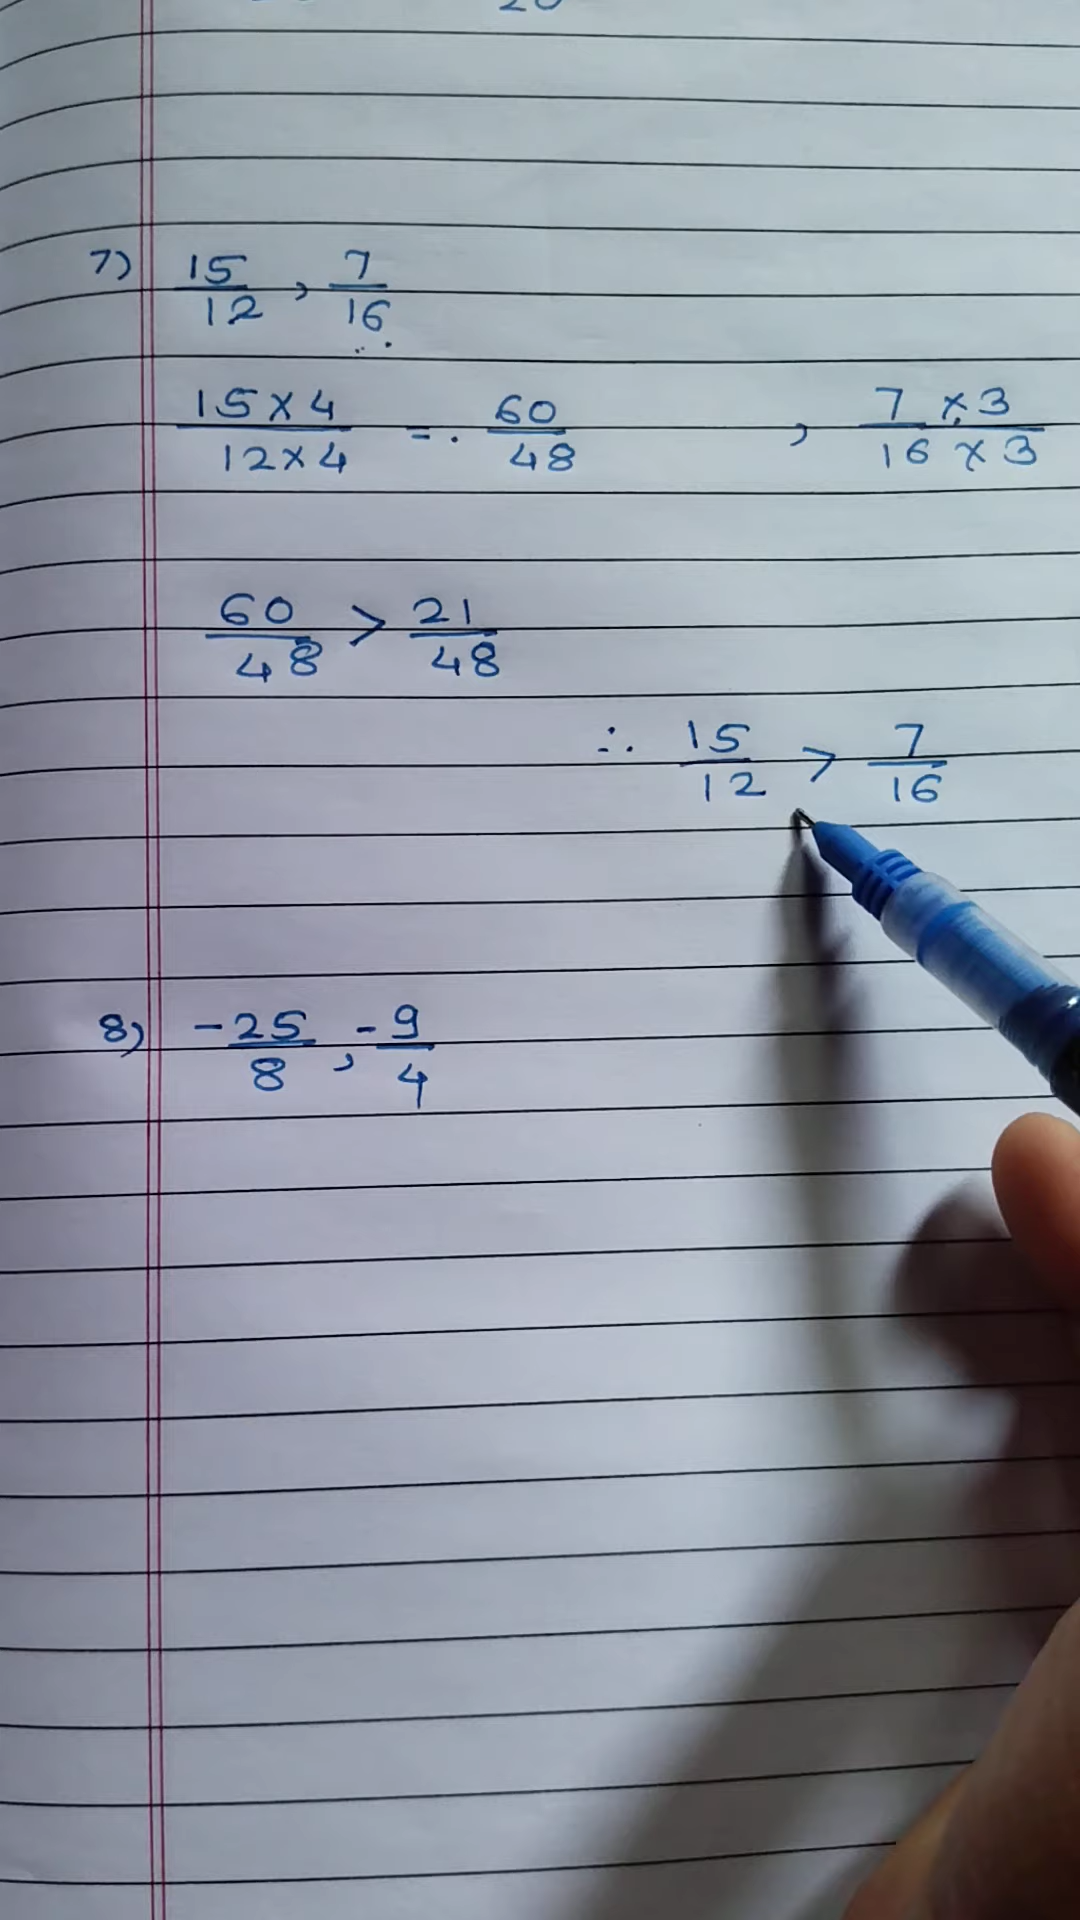 20
7) 15/12 , 7/16
15 × 4 / 12 × 4 = 60/48 , 7 × 3 / 16 × 3
60/48 > 21/48
∴ 15/12 > 7/16
8) -25/8 , -9/4